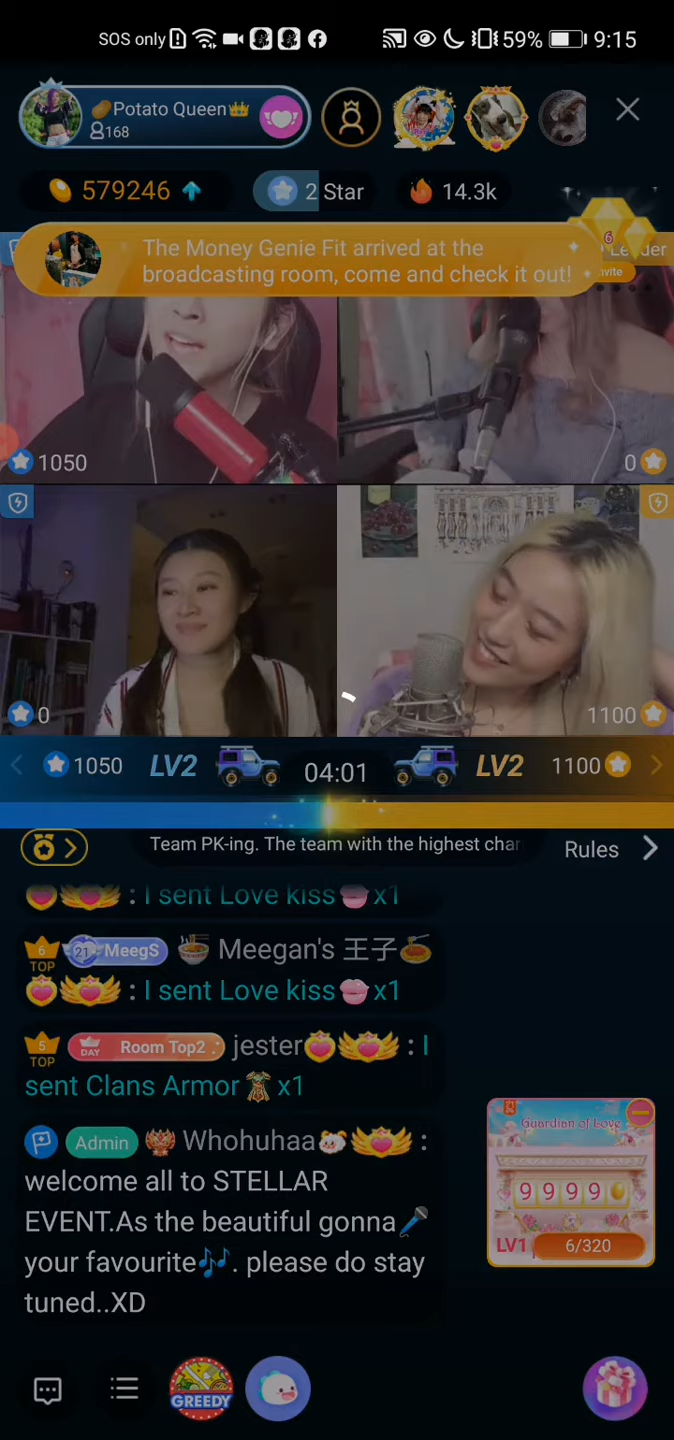 SOS only 59% 9:15
🥔Potato Queen👑
168
579246 2 Star 14.3k
The Money Genie Fit arrived at the
broadcasting room, come and check it out!
6
1050 0
0 1100
1050 LV2 04:01 LV2 1100
Team PK-ing. The team with the highest char
Rules
: I sent Love kiss💋x1
6 TOP 21 MeegS 🍜 Meegan's 王子🍝
: I sent Love kiss💋x1
5 TOP DAY Room Top2 jester : I
sent Clans Armor x1
Admin Whohuhaa :
welcome all to STELLAR
EVENT.As the beautiful gonna🎤
your favourite🎶. please do stay
tuned..XD
Guardian of Love
9 9 9 9
LV1 6/320
GREEDY